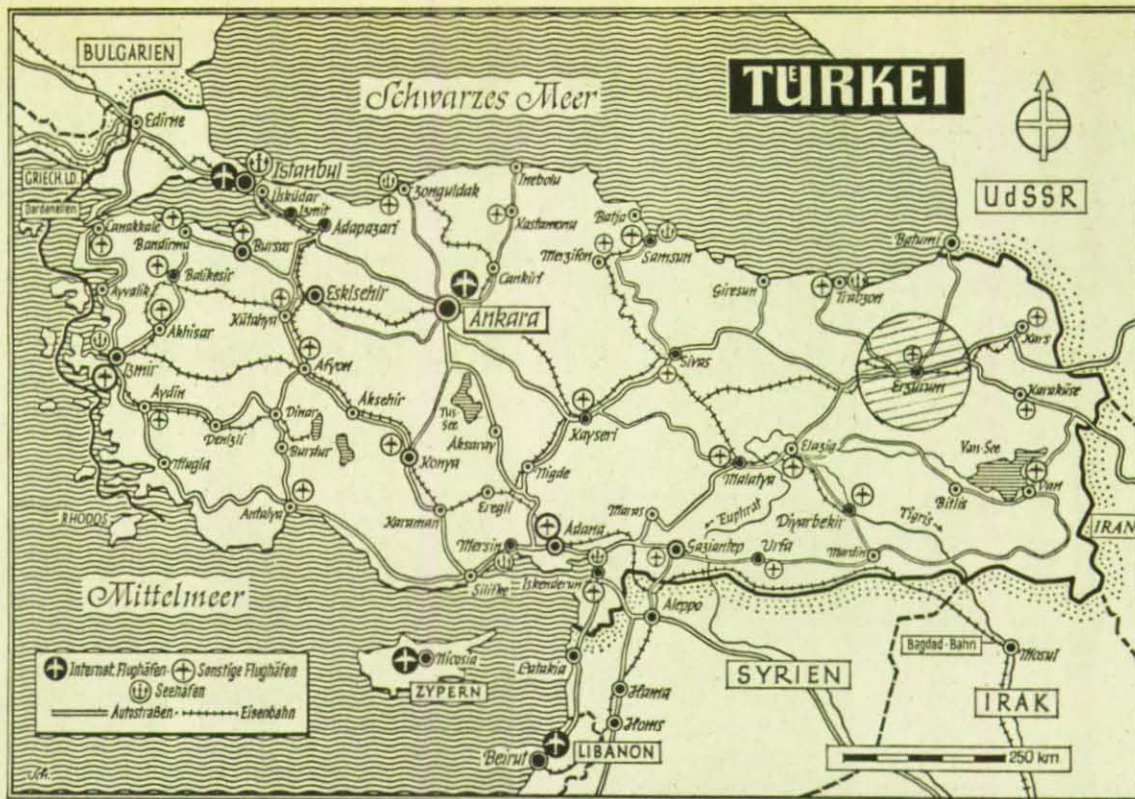 BULGARIEN
TÜRKEI
Schwarzes Meer
Edirne
UdSSR
GRIECH. LD.
Istanbul
Üsküdar
Izmit
Adapazari
Zonguldak
Inebolu
Kastamonu
Batum̃i
Merzifon
Samsun
Dardanellen
Canakkale
Bandirma
Bursar
Balikesir
Cankiri
Giresun
Trabzon
Ayvalik
Eskisehir
Ankara
Kütahya
Akhisar
Kars
Sivas
Erzurum
Izmir
Afyon
Karaköse
Aydin
Aksehir
Tus-
See
Dinar
Denizli
Burdur
Aksaray
Kayseri
Elazig
Van-See
Konya
Mugla
Nigde
Malatya
Bitlis
Van
Antalya
Eregli
Karaman
Maras
Euphrat
Diyarbekir
Tigris
RHODOS
Adana
IRAN
Mersin
Gaziantep
Urfa
Mardin
Silifke
Iskenderun
Mittelmeer
Aleppo
Bagdad-Bahn
Mosul
Internat. Flughäfen
Sonstige Flughäfen
Nicosia
Latakia
SYRIEN
Seehäfen
ZYPERN
Hama
IRAK
Autostraßen
Eisenbahn
Homs
Beirut
LIBANON
250 km
Sch.